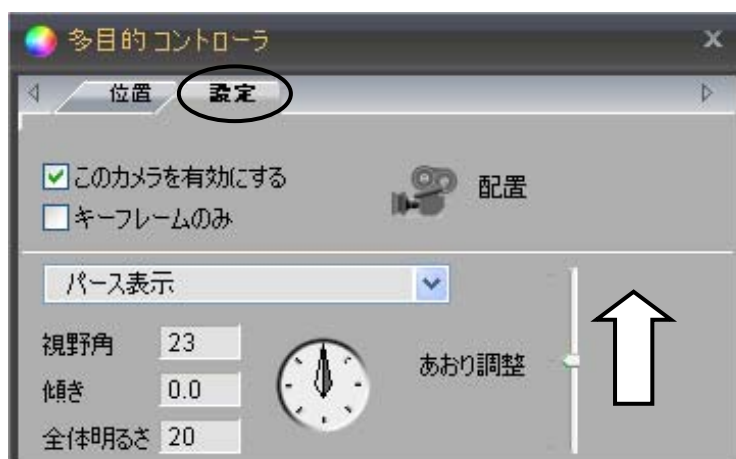 多目的コントローラ
位置 設定
このカメラを有効にする
配置
キーフレームのみ
パース表示
視野角 23
あおり調整
傾き 0.0
全体明るさ 20